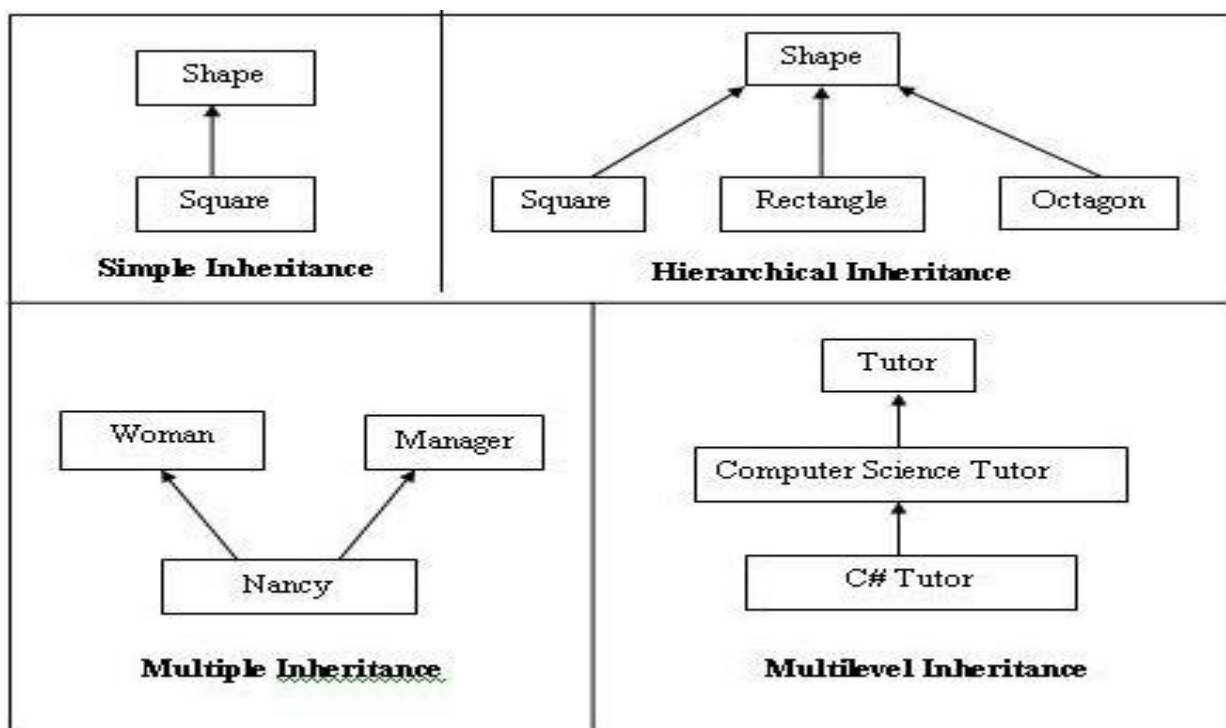 Shape
Square
Simple Inheritance
Shape
Square Rectangle Octagon
Hierarchical Inheritance
Woman Manager
Nancy
Multiple Inheritance
Tutor
Computer Science Tutor
C# Tutor
Multilevel Inheritance